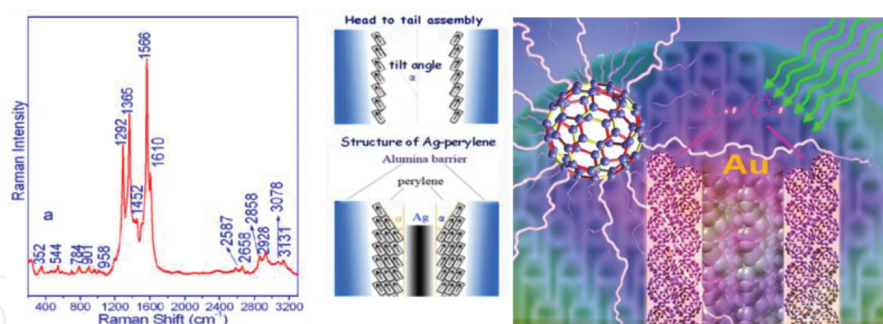 Raman Intensity
a
352
544
784
901
958
1292
1365
1452
1566
1610
2587
2658
2858
2928
3078
3131
400 800 1200 1600 2000 2400 2800 3200
Raman Shift (cm⁻¹)
Head to tail assembly
tilt angle
α
Structure of Ag-perylene
Alumina barrier
perylene
α Ag α
Au